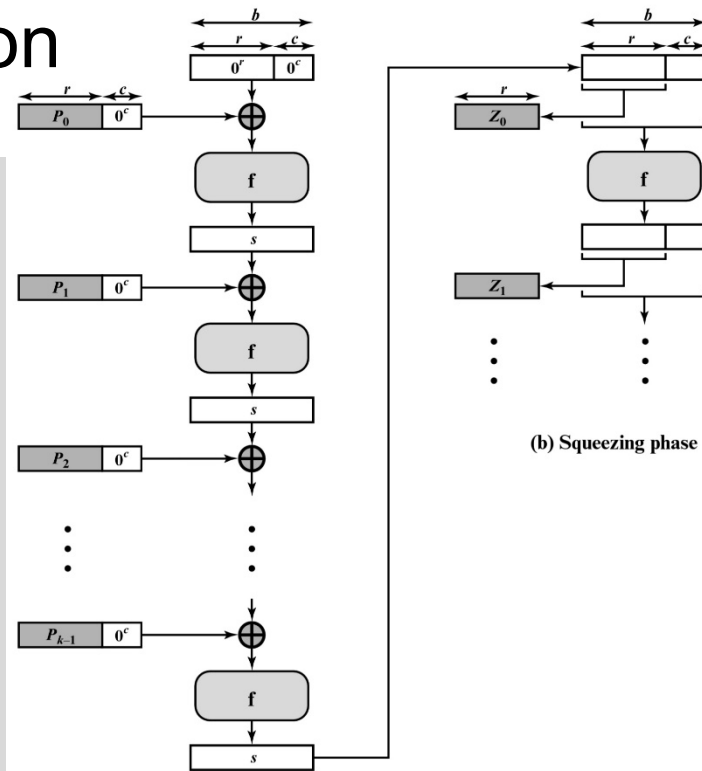 on
b
r c
0^r 0^c
r c
P_0 0^c
f
s
P_1 0^c
f
s
P_2 0^c
P_{k–1} 0^c
f
s
b
r c
r
Z_0
f
Z_1
(b) Squeezing phase